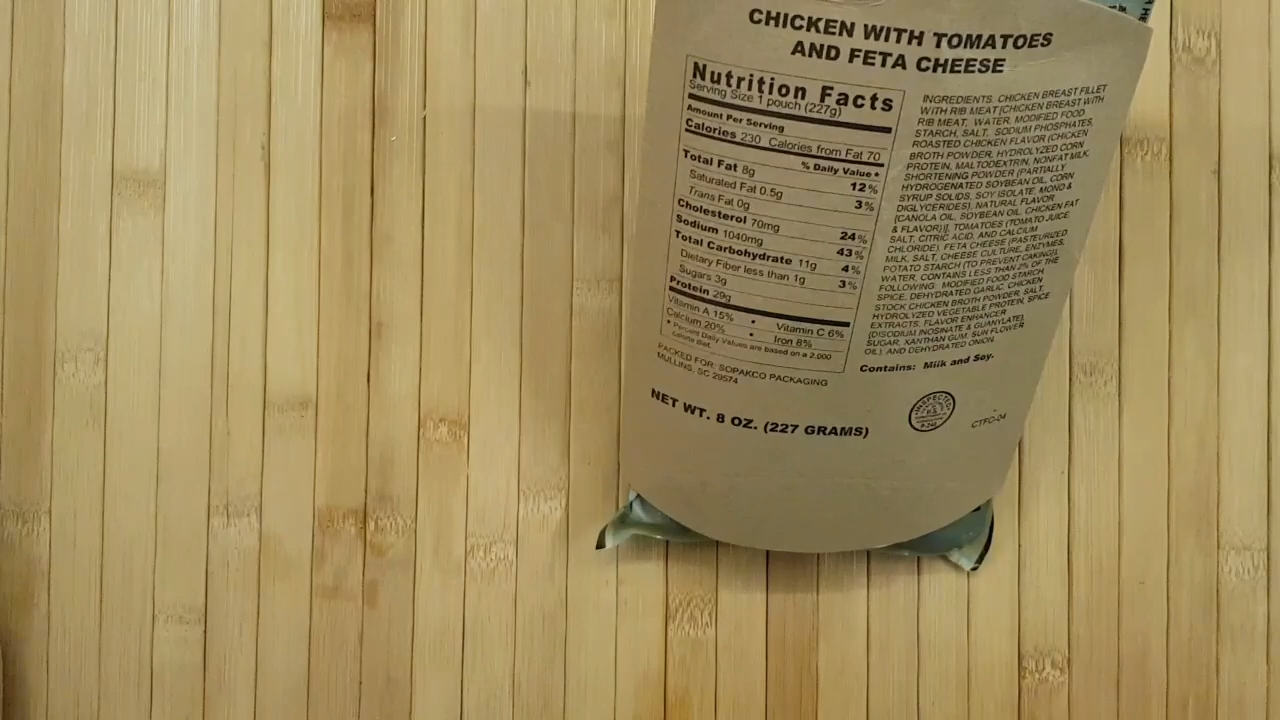 CHICKEN WITH TOMATOES
AND FETA CHEESE
Nutrition Facts
Serving Size 1 pouch (227g)
Amount Per Serving
Calories 230 Calories from Fat 70
% Daily Value *
Total Fat 8g 12%
Saturated Fat 0.5g 3%
Trans Fat 0g
Cholesterol 70mg 24%
Sodium 1040mg 43%
Total Carbohydrate 11g 4%
Dietary Fiber less than 1g 3%
Sugars 3g
Protein 29g
Vitamin A 15% • Vitamin C 6%
Calcium 20% • Iron 8%
* Percent Daily Values are based on a 2,000
calorie diet.
INGREDIENTS: CHICKEN BREAST FILLET
WITH RIB MEAT [CHICKEN BREAST WITH
RIB MEAT, WATER, MODIFIED FOOD
STARCH, SALT, SODIUM PHOSPHATES,
ROASTED CHICKEN FLAVOR (CHICKEN
BROTH POWDER, HYDROLYZED CORN
PROTEIN, MALTODEXTRIN, NONFAT MILK,
SHORTENING POWDER (PARTIALLY
HYDROGENATED SOYBEAN OIL, CORN
SYRUP SOLIDS, SOY ISOLATE, MONO &
DIGLYCERIDES), NATURAL FLAVOR
(CANOLA OIL, SOYBEAN OIL, CHICKEN FAT
& FLAVOR))], TOMATOES (TOMATO JUICE,
SALT, CITRIC ACID, AND CALCIUM
CHLORIDE), FETA CHEESE (PASTEURIZED
MILK, SALT, CHEESE CULTURE, ENZYMES,
POTATO STARCH (TO PREVENT CAKING)),
WATER, CONTAINS LESS THAN 2% OF THE
FOLLOWING: MODIFIED FOOD STARCH,
SPICE, DEHYDRATED GARLIC, CHICKEN
STOCK CHICKEN BROTH POWDER, SALT,
HYDROLYZED VEGETABLE PROTEIN, SPICE
EXTRACTS, FLAVOR ENHANCER
(DISODIUM INOSINATE & GUANYLATE),
SUGAR, XANTHAN GUM, SUN FLOWER
OIL), AND DEHYDRATED ONION.
Contains: Milk and Soy.
PACKED FOR: SOPAKCO PACKAGING
MULLINS, SC 29574
NET WT. 8 OZ. (227 GRAMS)
INSPECTED
CTFC-04